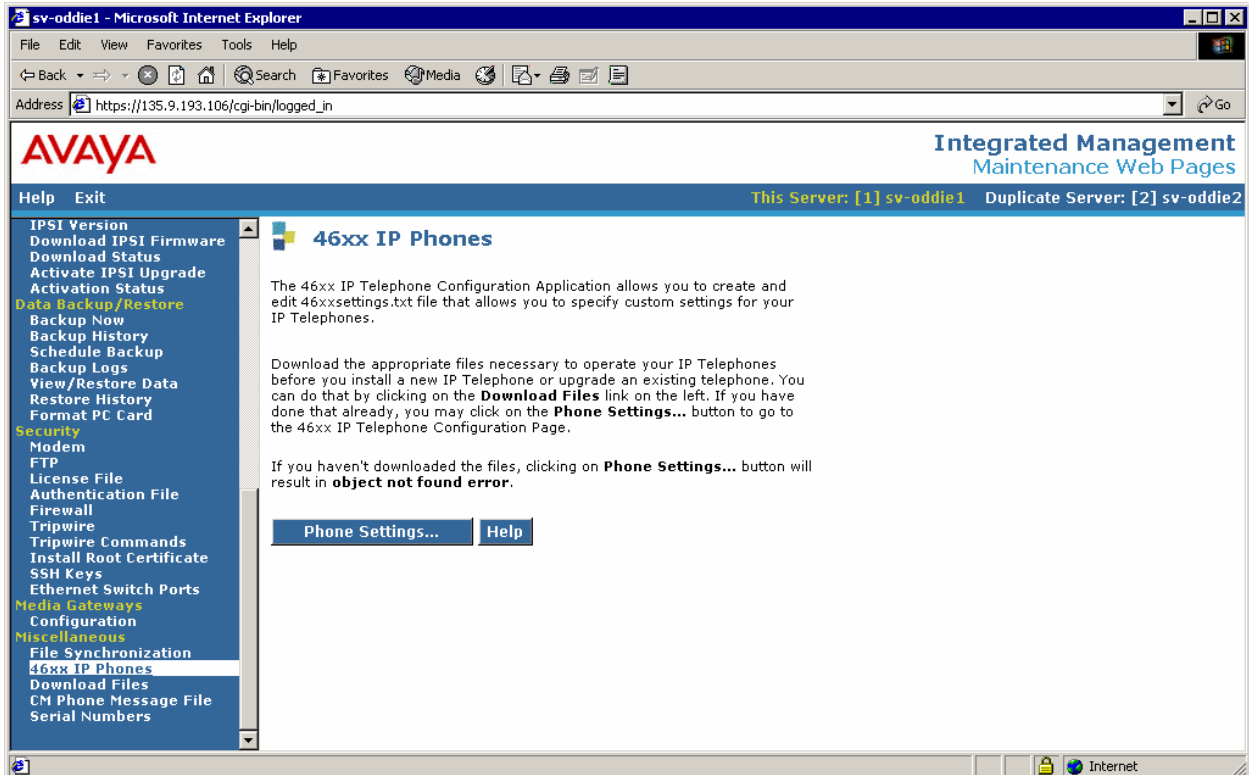 sv-oddie1 - Microsoft Internet Explorer
File Edit View Favorites Tools Help
Back Search Favorites Media
Address https://135.9.193.106/cgi-bin/logged_in Go
AVAYA
Integrated Management
Maintenance Web Pages
Help Exit This Server: [1] sv-oddie1 Duplicate Server: [2] sv-oddie2
IPSI Version
Download IPSI Firmware
Download Status
Activate IPSI Upgrade
Activation Status
Data Backup/Restore
Backup Now
Backup History
Schedule Backup
Backup Logs
View/Restore Data
Restore History
Format PC Card
Security
Modem
FTP
License File
Authentication File
Firewall
Tripwire
Tripwire Commands
Install Root Certificate
SSH Keys
Ethernet Switch Ports
Media Gateways
Configuration
Miscellaneous
File Synchronization
46xx IP Phones
Download Files
CM Phone Message File
Serial Numbers
46xx IP Phones
The 46xx IP Telephone Configuration Application allows you to create and
edit 46xxsettings.txt file that allows you to specify custom settings for your
IP Telephones.
Download the appropriate files necessary to operate your IP Telephones
before you install a new IP Telephone or upgrade an existing telephone. You
can do that by clicking on the Download Files link on the left. If you have
done that already, you may click on the Phone Settings... button to go to
the 46xx IP Telephone Configuration Page.
If you haven't downloaded the files, clicking on Phone Settings... button will
result in object not found error.
Phone Settings... Help
Internet